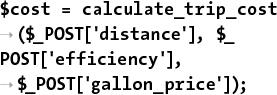 $cost = calculate_trip_cost
→($_POST['distance'], $_
POST['efficiency'],
→$_POST['gallon_price']);